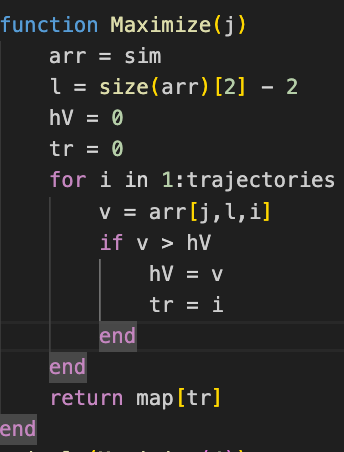 function Maximize(j)
    arr = sim
    l = size(arr)[2] - 2
    hV = 0
    tr = 0
    for i in 1:trajectories
        v = arr[j,l,i]
        if v > hV
            hV = v
            tr = i
        end
    end
    return map[tr]
end